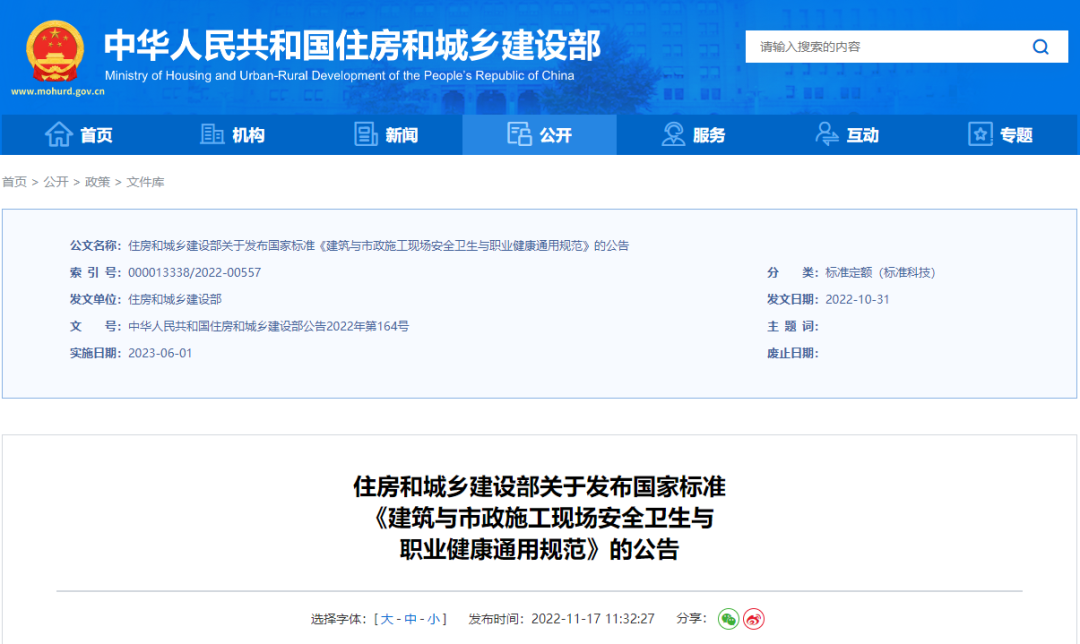 中华人民共和国住房和城乡建设部
Ministry of Housing and Urban-Rural Development of the People's Republic of China
www.mohurd.gov.cn
请输入搜索的内容
首页 机构 新闻 公开 服务 互动 专题
首页 > 公开 > 政策 > 文件库
公文名称：住房和城乡建设部关于发布国家标准《建筑与市政施工现场安全卫生与职业健康通用规范》的公告
索 引 号：000013338/2022-00557 分 类：标准定额（标准科技）
发文单位：住房和城乡建设部 发文日期：2022-10-31
文 号：中华人民共和国住房和城乡建设部公告2022年第164号 主 题 词：
实施日期：2023-06-01 废止日期：
住房和城乡建设部关于发布国家标准
《建筑与市政施工现场安全卫生与
职业健康通用规范》的公告
选择字体：[ 大 - 中 - 小 ] 发布时间：2022-11-17 11:32:27 分享：